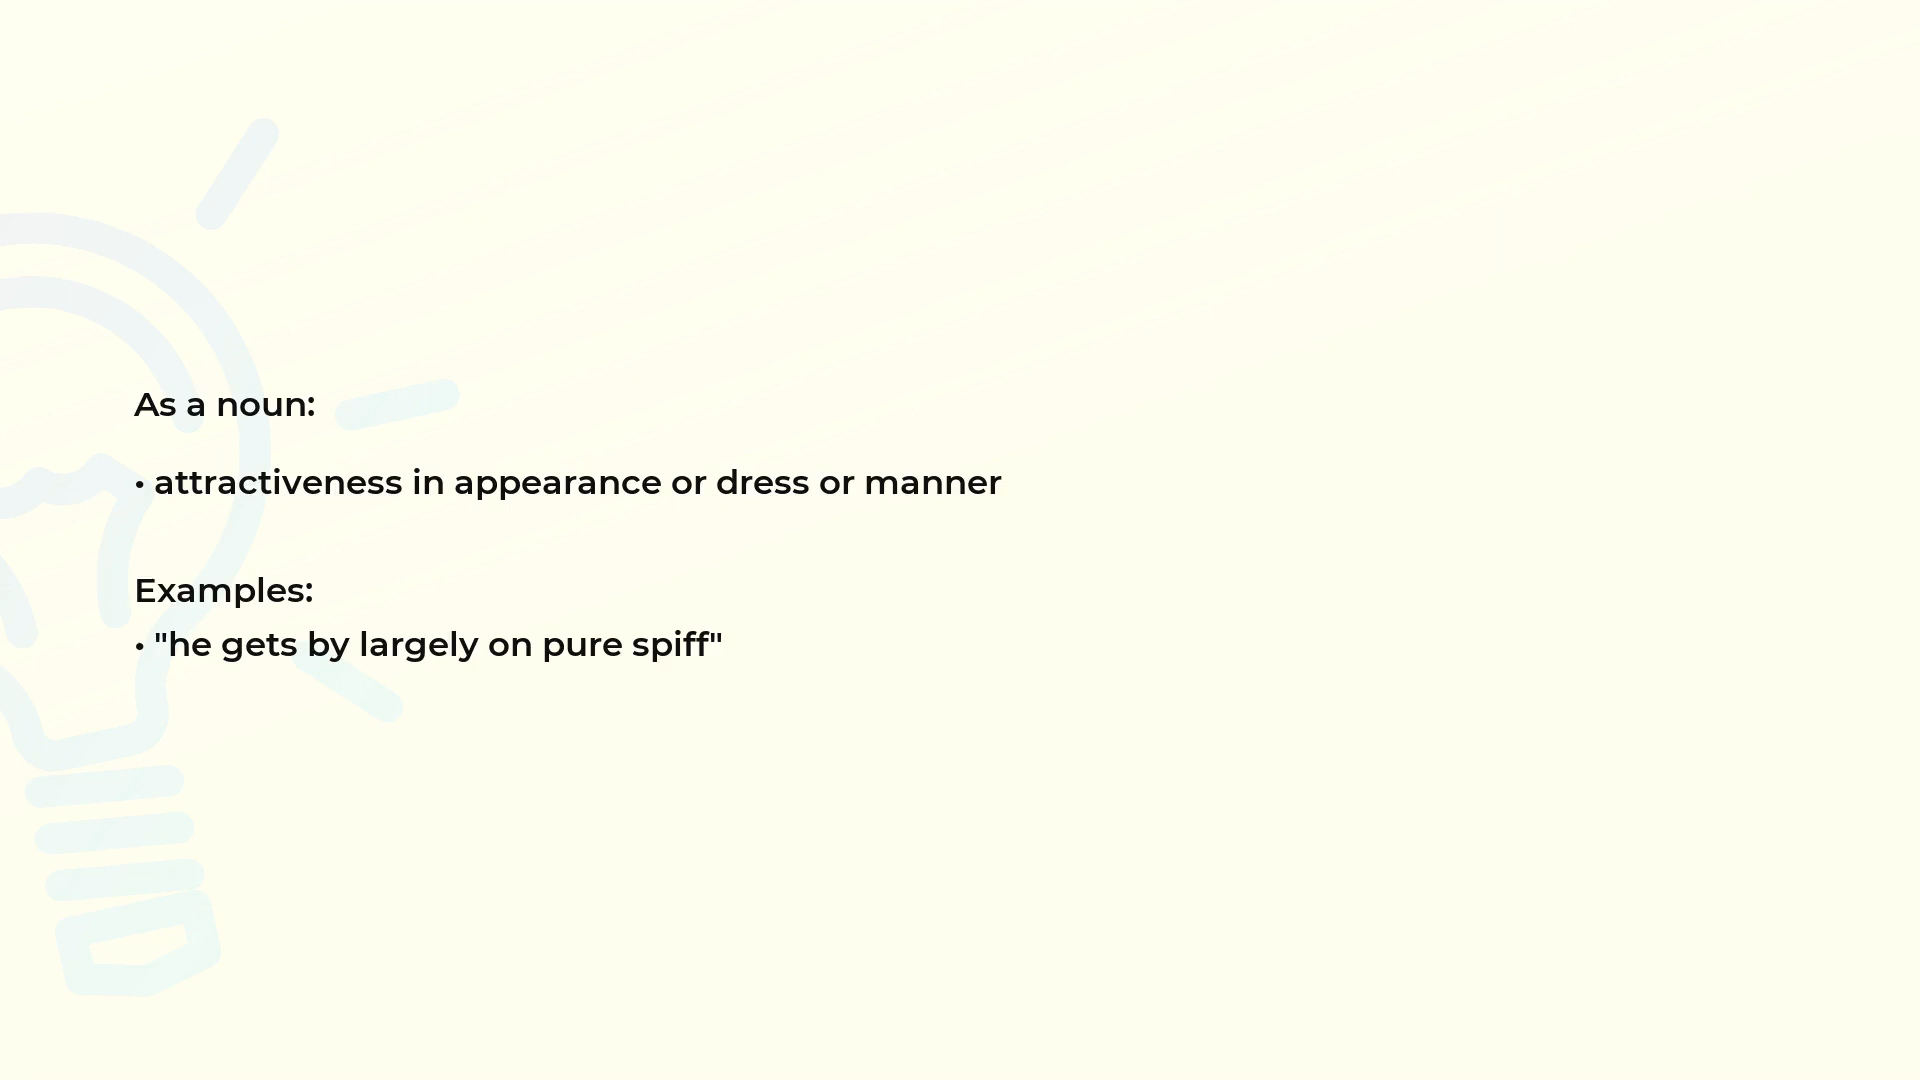 As a noun:
• attractiveness in appearance or dress or manner
Examples:
• "he gets by largely on pure spiff"